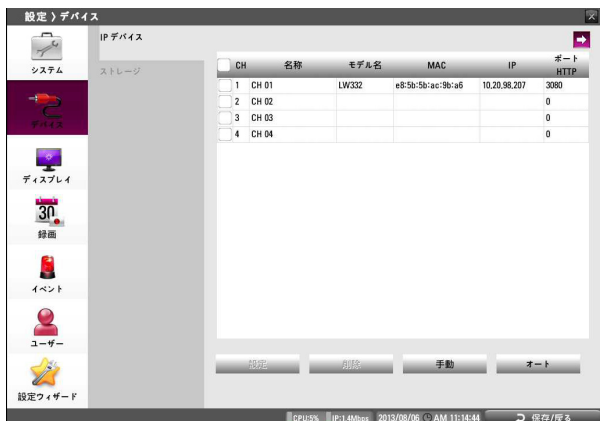 設定 〉デバイス
IP デバイス
ストレージ
システム
デバイス
ディスプレイ
30
録画
イベント
ユーザー
設定ウィザード
CH 名称 モデル名 MAC IP ポート HTTP
1 CH 01 LW332 e8:5b:5b:ac:9b:a6 10,20,98,207 3080
2 CH 02 0
3 CH 03 0
4 CH 04 0
設定 削除 手動 オート
CPU:5% IP:1.4Mbps 2013/08/06 AM 11:14:44 保存/戻る